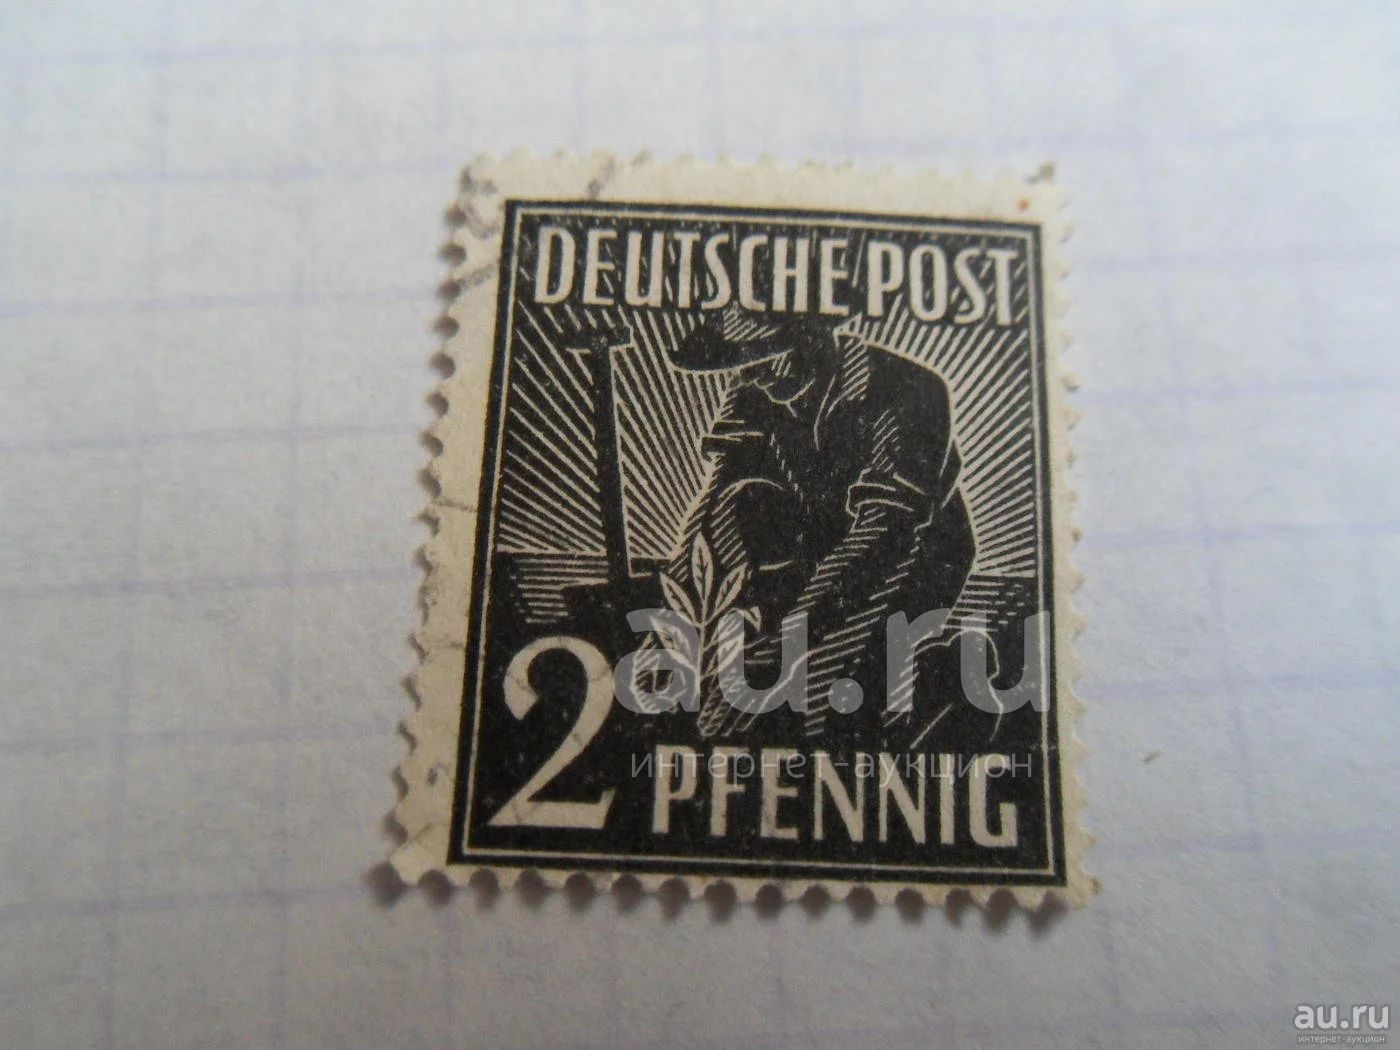 DEUTSCHE POST
2 PFENNIG
au.ru
интернет-аукцион
au.ru
интернет-аукцион